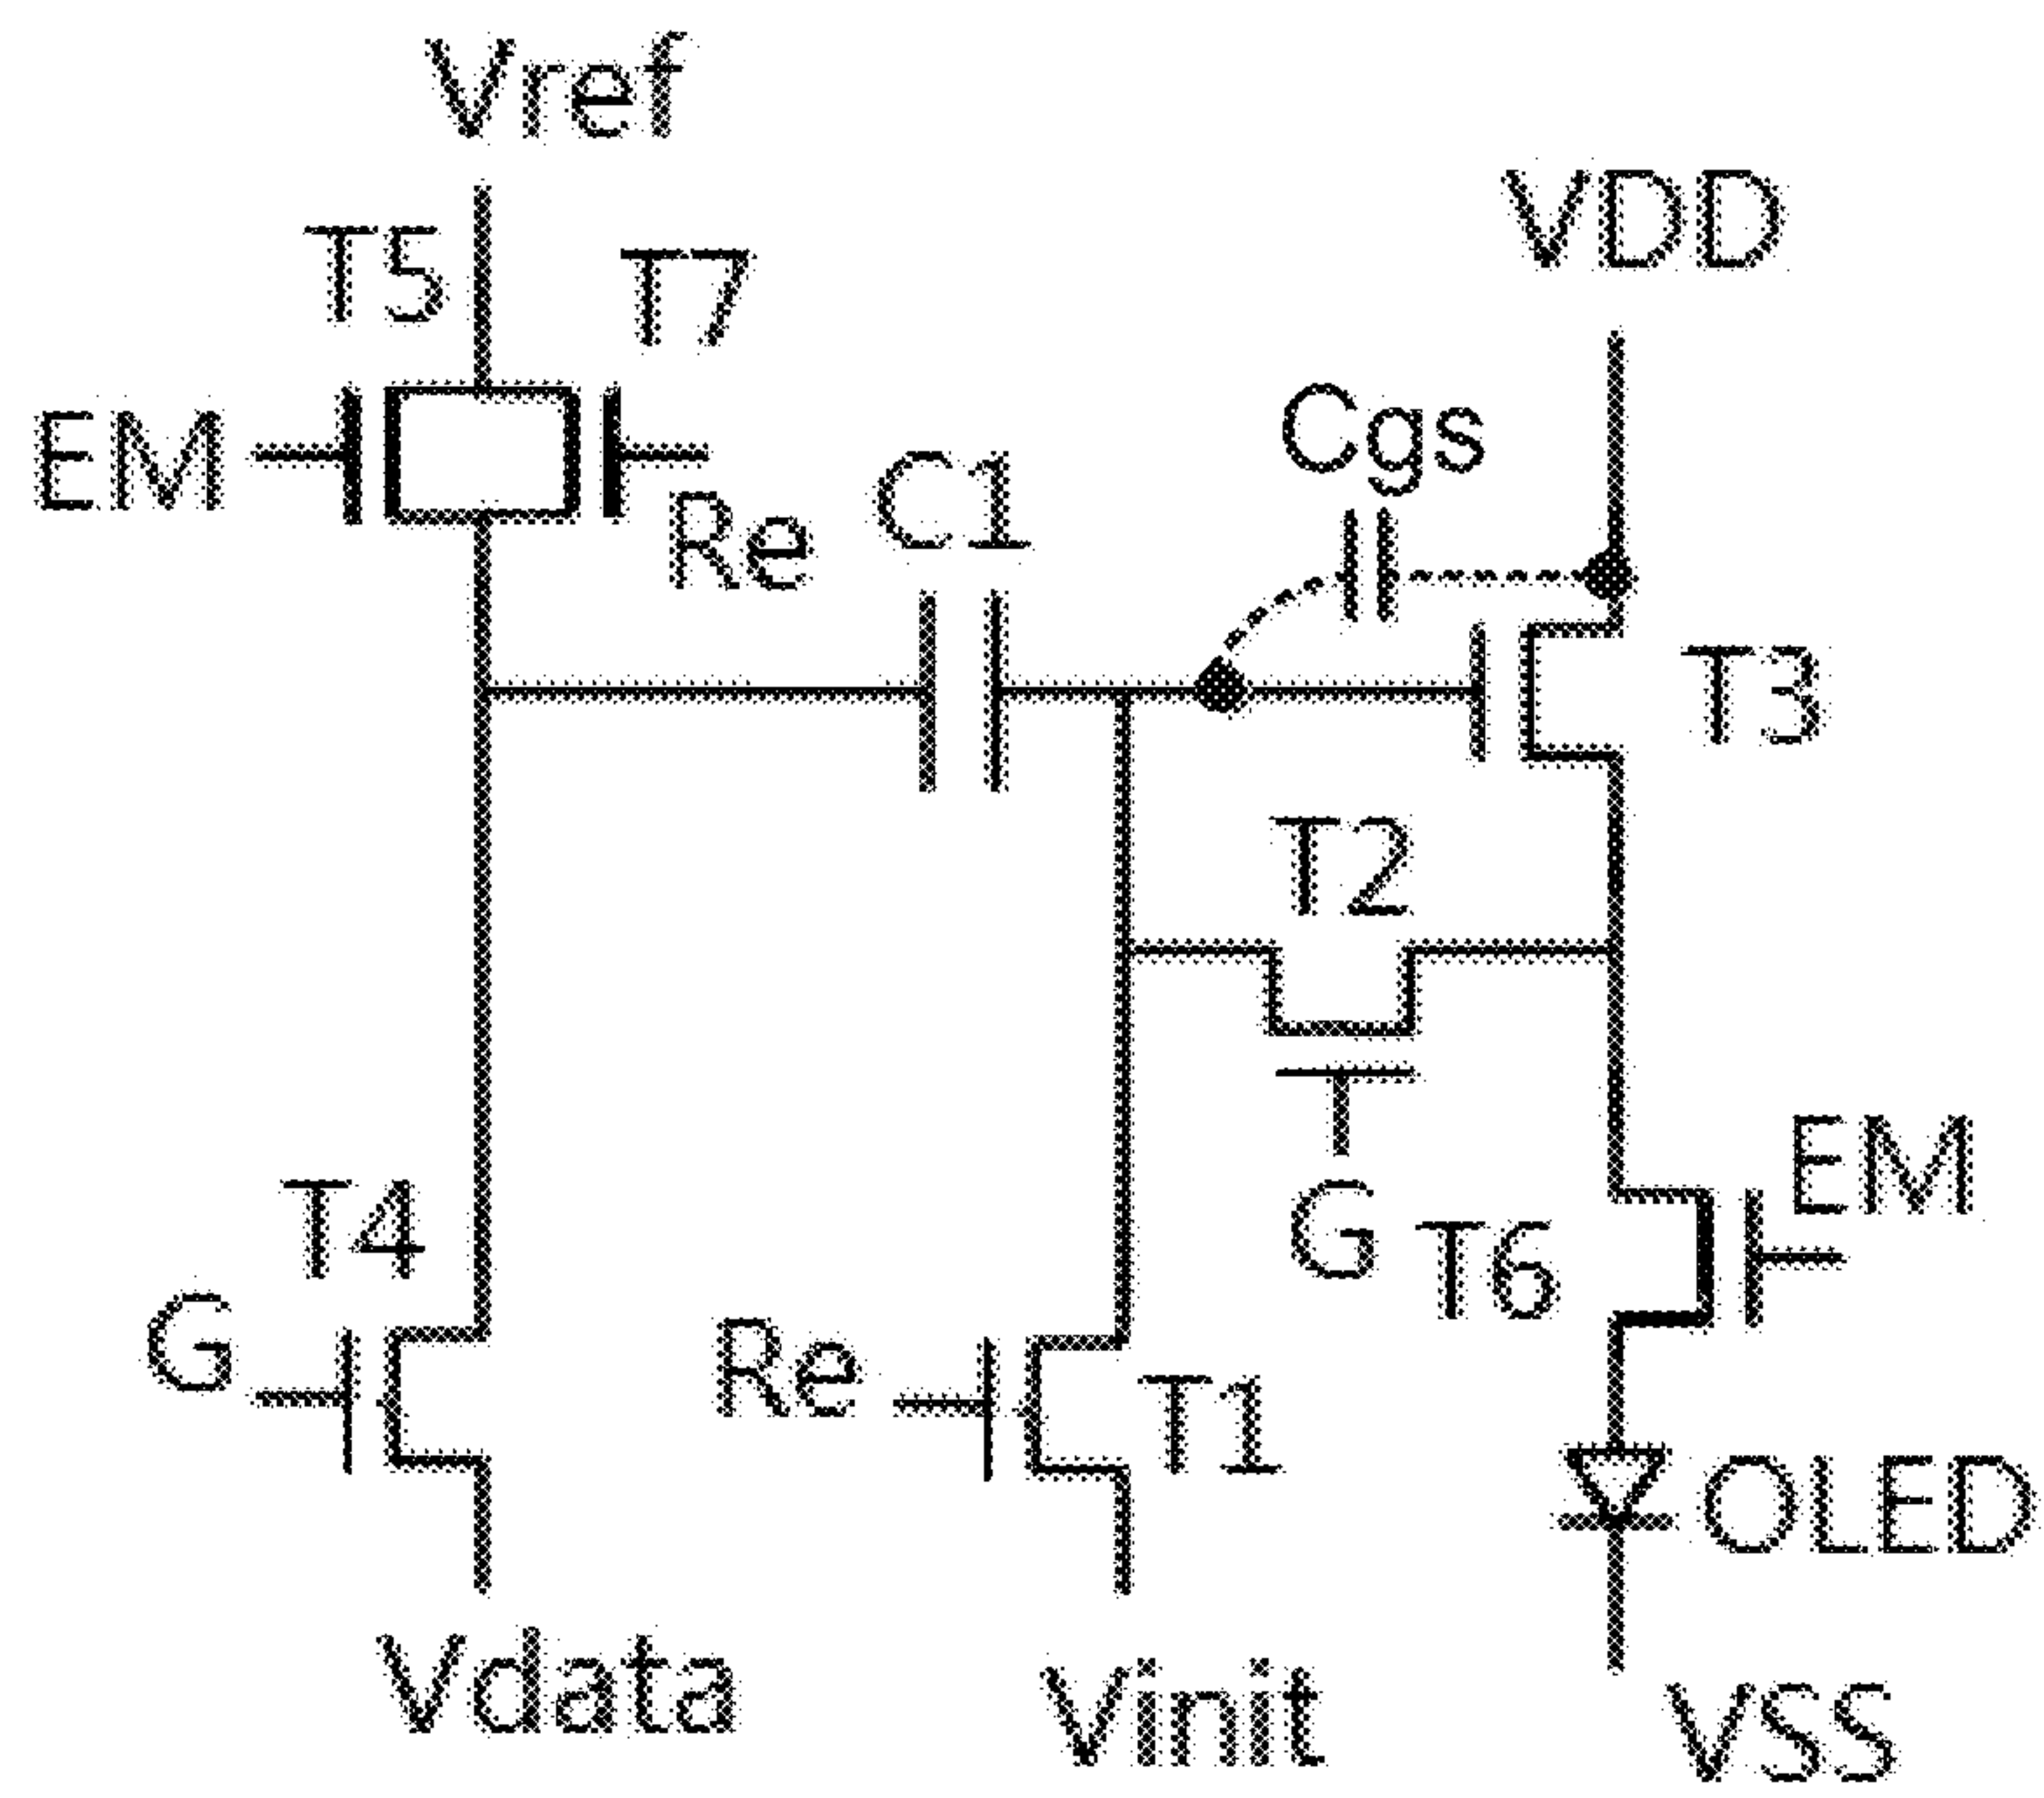 Vref
VDD
T5
T7
Cgs
EM
C1
Re
T3
T2
EM
T4
G
T6
G
Re
T1
OLED
Vdata
Vinit
VSS